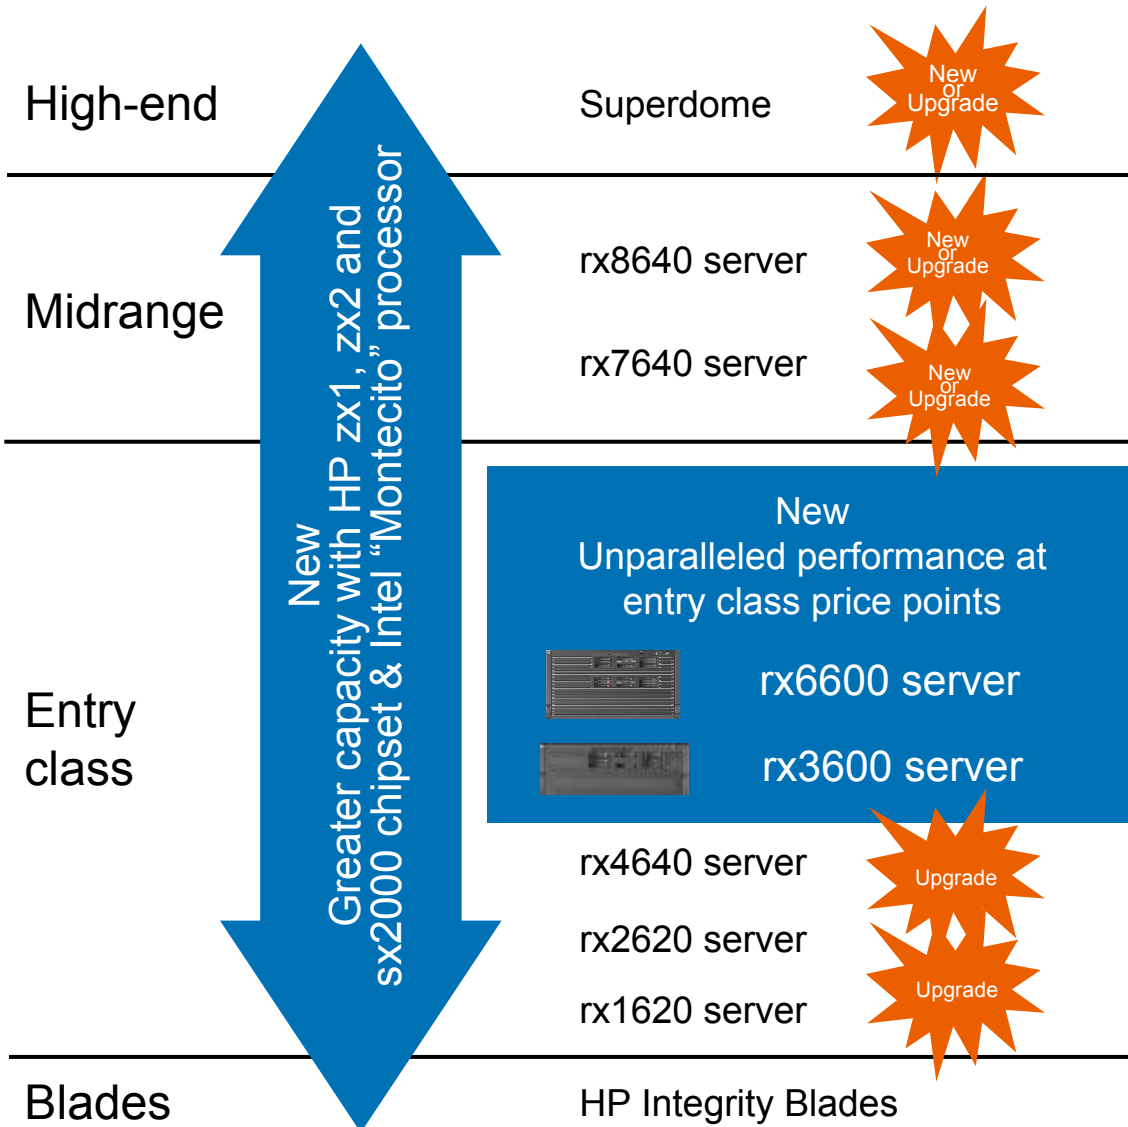 High-end
Superdome
New
or
Upgrade
Midrange
rx8640 server
New
or
Upgrade
rx7640 server
New
or
Upgrade
New
Greater capacity with HP zx1, zx2 and
sx2000 chipset & Intel “Montecito” processor
Entry
class
New
Unparalleled performance at
entry class price points
rx6600 server
rx3600 server
rx4640 server
Upgrade
rx2620 server
Upgrade
rx1620 server
Blades
HP Integrity Blades